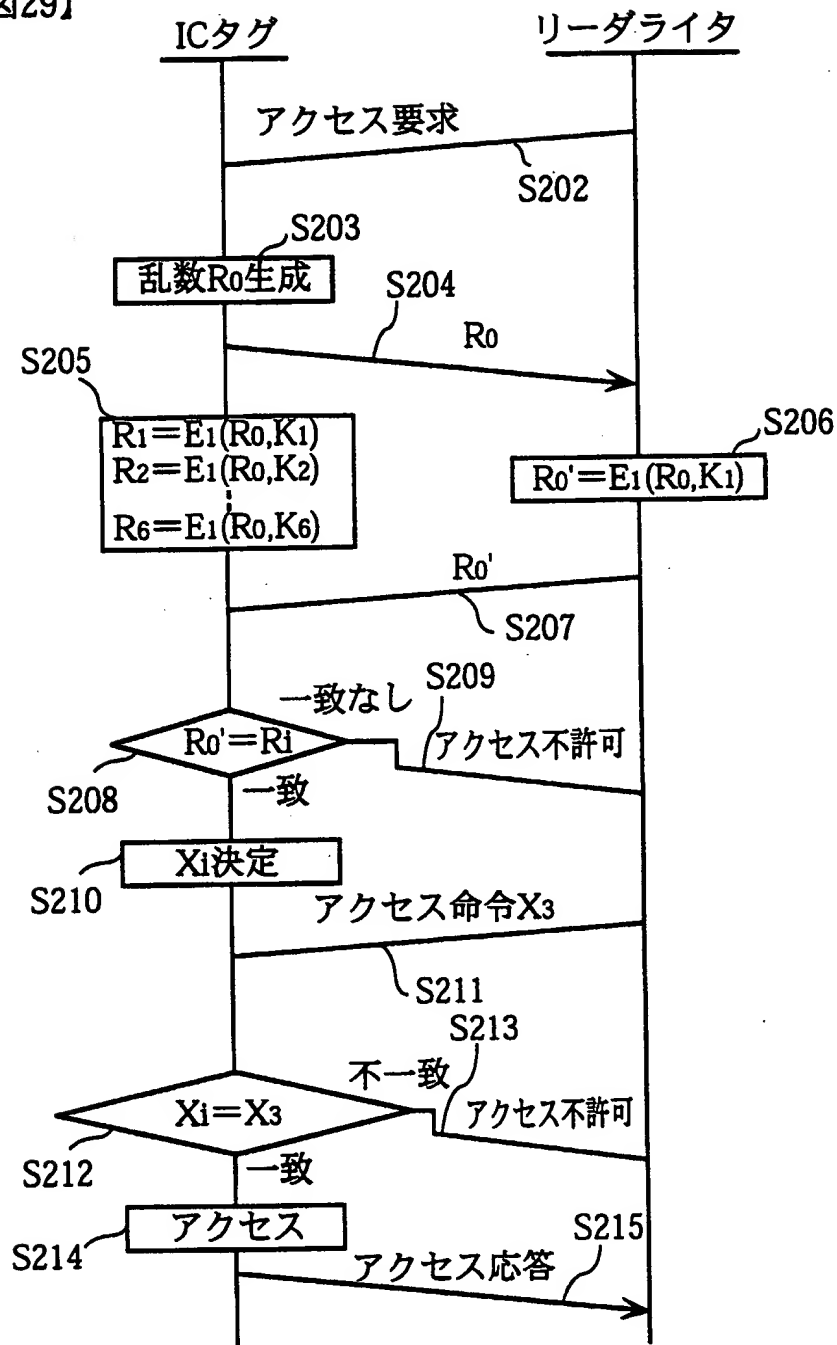 図29】
ICタグ
リーダライタ
アクセス要求
S202
S203
乱数R0生成
S204
R0
S205
R1=E1(R0,K1)
R2=E1(R0,K2)
R6=E1(R0,K6)
S206
R0'=E1(R0,K1)
R0'
S207
一致なし
S209
R0'=Ri
アクセス不許可
S208
一致
Xi決定
S210
アクセス命令X3
S211
S213
不一致
Xi=X3
アクセス不許可
S212
一致
アクセス
S214
S215
アクセス応答